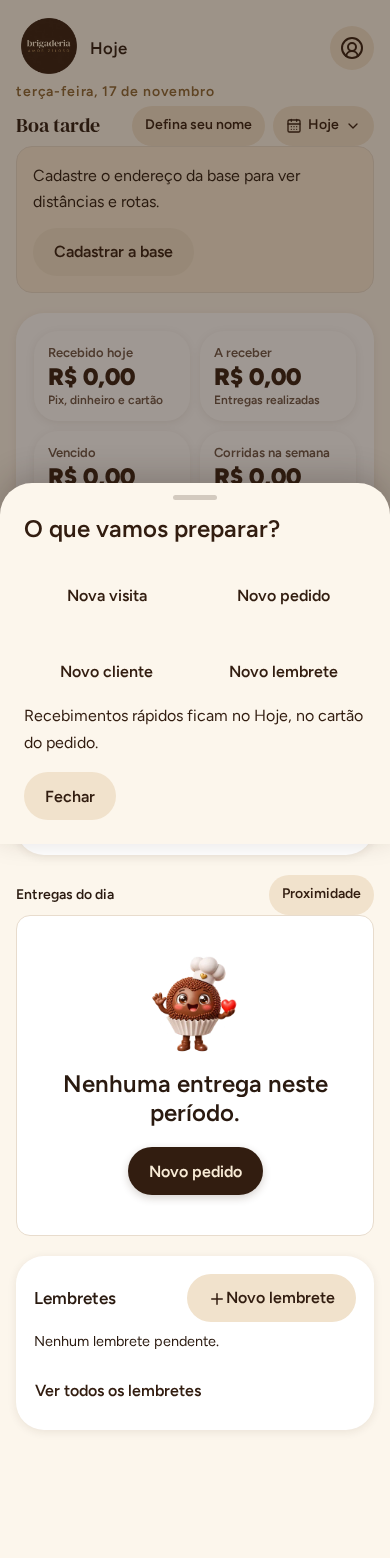 brigaderia
Hoje
terça-feira, 17 de novembro
Boa tarde
Defina seu nome
Hoje
Cadastre o endereço da base para ver
distâncias e rotas.
Cadastrar a base
Recebido hoje
R$ 0,00
Pix, dinheiro e cartão
A receber
R$ 0,00
Entregas realizadas
Vencido
R$ 0,00
Corridas na semana
R$ 0,00
O que vamos preparar?
Nova visita
Novo pedido
Novo cliente
Novo lembrete
Recebimentos rápidos ficam no Hoje, no cartão
do pedido.
Fechar
Entregas do dia
Proximidade
Nenhuma entrega neste
período.
Novo pedido
Lembretes
+ Novo lembrete
Nenhum lembrete pendente.
Ver todos os lembretes